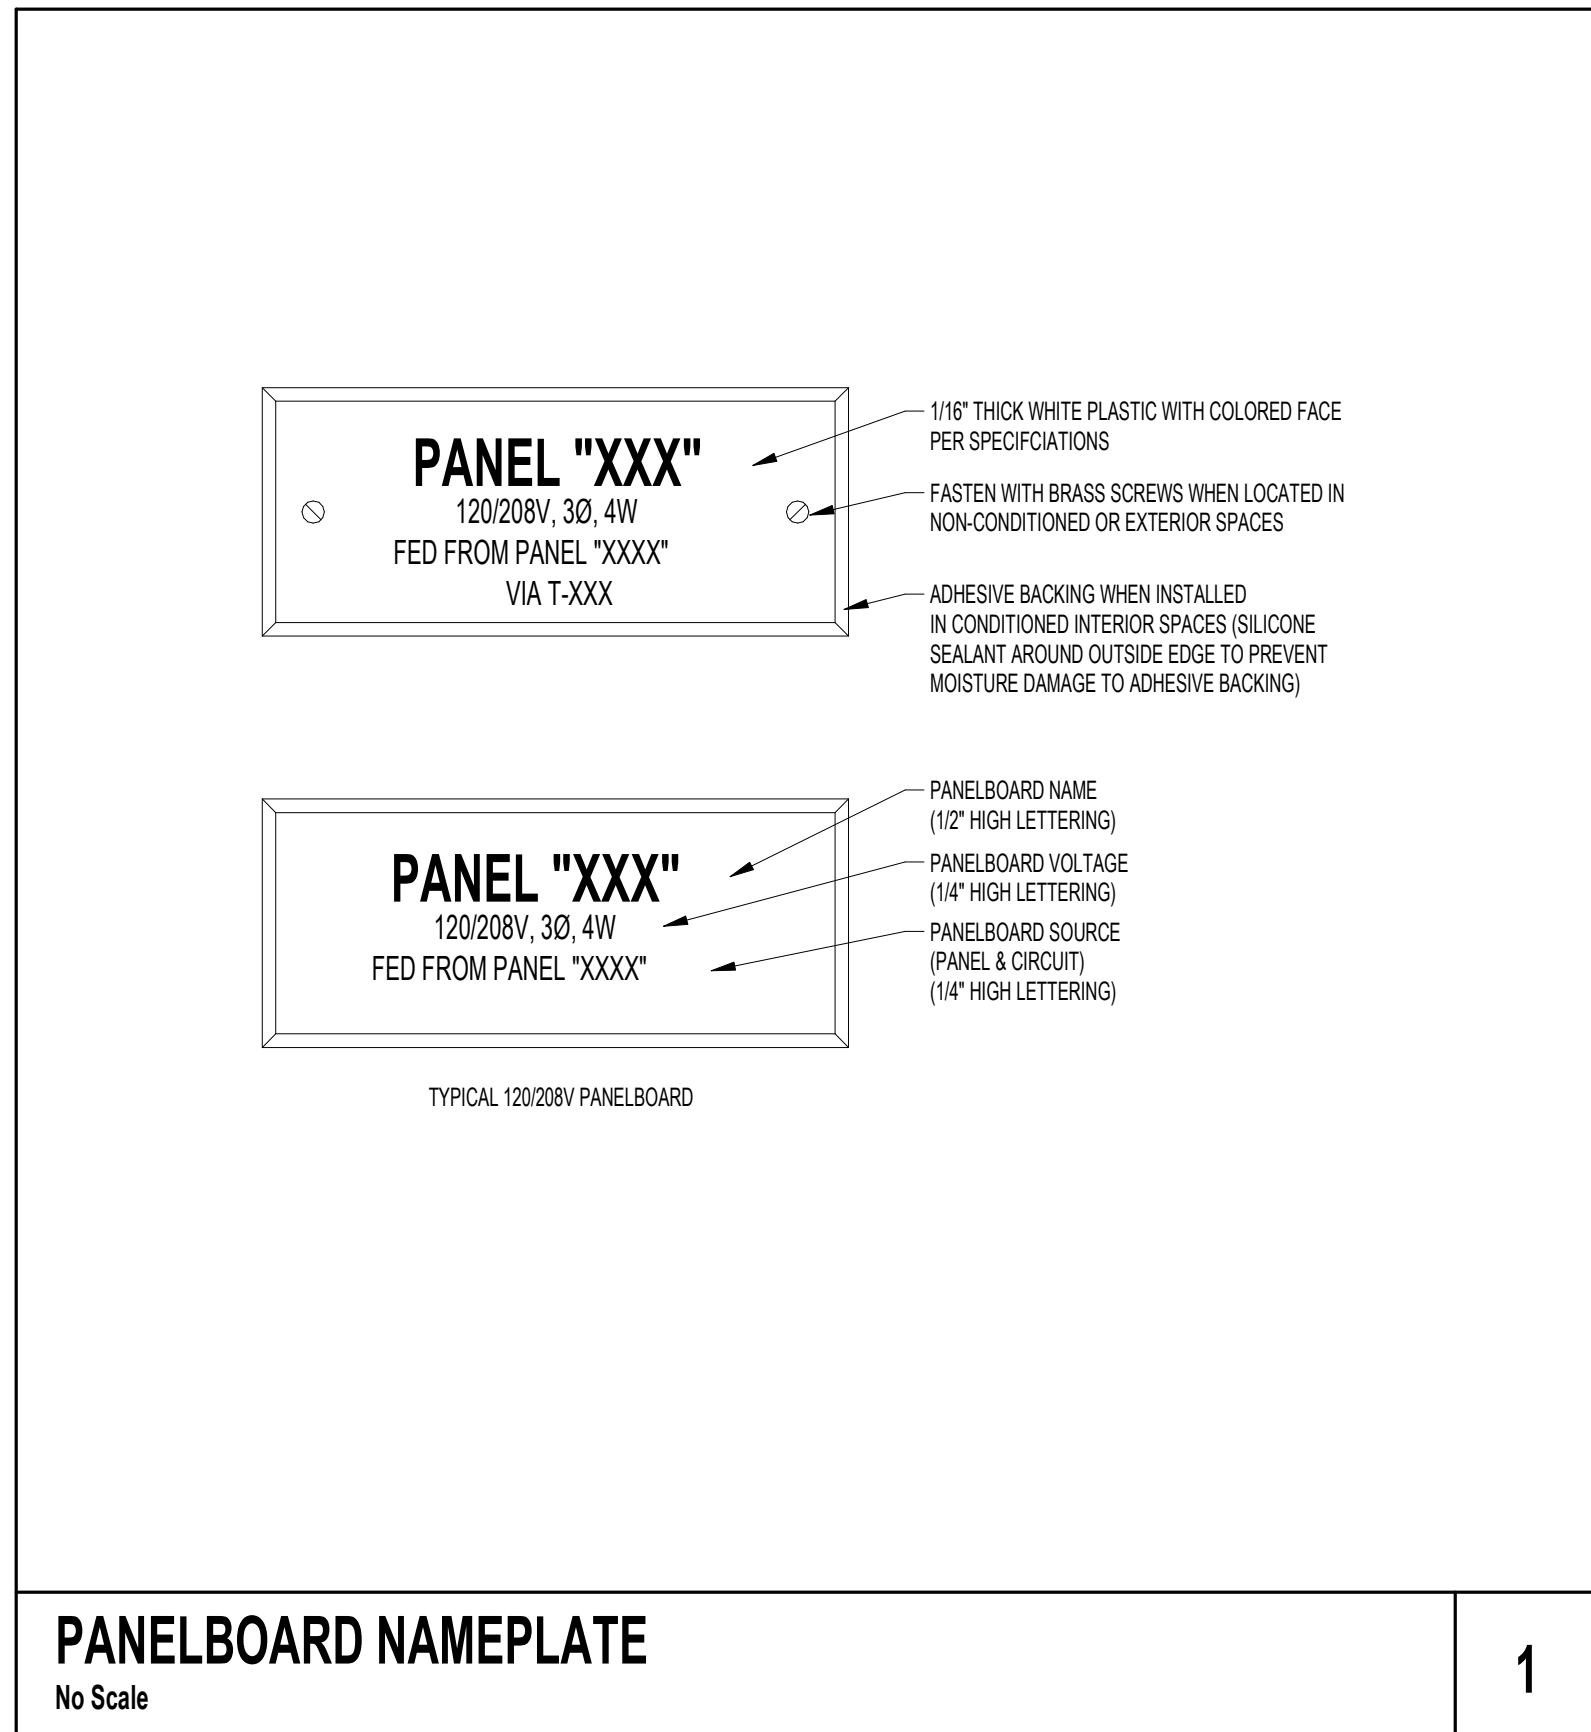 PANEL "XXX"
120/208V, 3Ø, 4W
FED FROM PANEL "XXXX"
VIA T-XXX
1/16" THICK WHITE PLASTIC WITH COLORED FACE
PER SPECIFCIATIONS
FASTEN WITH BRASS SCREWS WHEN LOCATED IN
NON-CONDITIONED OR EXTERIOR SPACES
ADHESIVE BACKING WHEN INSTALLED
IN CONDITIONED INTERIOR SPACES (SILICONE
SEALANT AROUND OUTSIDE EDGE TO PREVENT
MOISTURE DAMAGE TO ADHESIVE BACKING)
PANEL "XXX"
120/208V, 3Ø, 4W
FED FROM PANEL "XXXX"
PANELBOARD NAME
(1/2" HIGH LETTERING)
PANELBOARD VOLTAGE
(1/4" HIGH LETTERING)
PANELBOARD SOURCE
(PANEL & CIRCUIT)
(1/4" HIGH LETTERING)
TYPICAL 120/208V PANELBOARD
PANELBOARD NAMEPLATE
No Scale
1